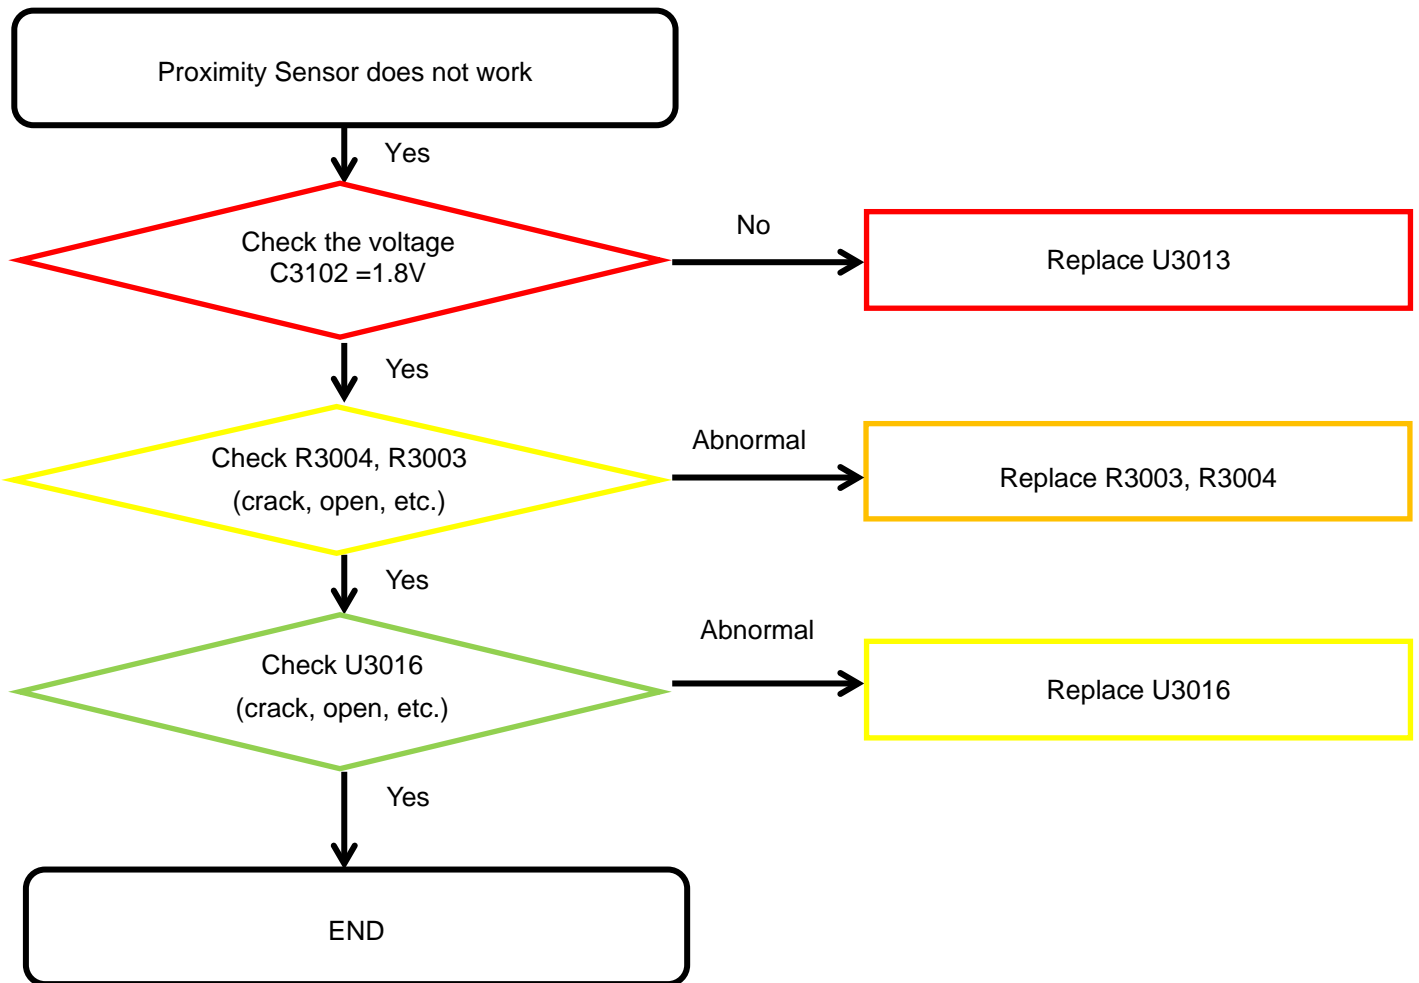 Proximity Sensor does not work
Yes
Check the voltage
C3102 =1.8V
No
Replace U3013
Yes
Check R3004, R3003
(crack, open, etc.)
Abnormal
Replace R3003, R3004
Yes
Check U3016
(crack, open, etc.)
Abnormal
Replace U3016
Yes
END